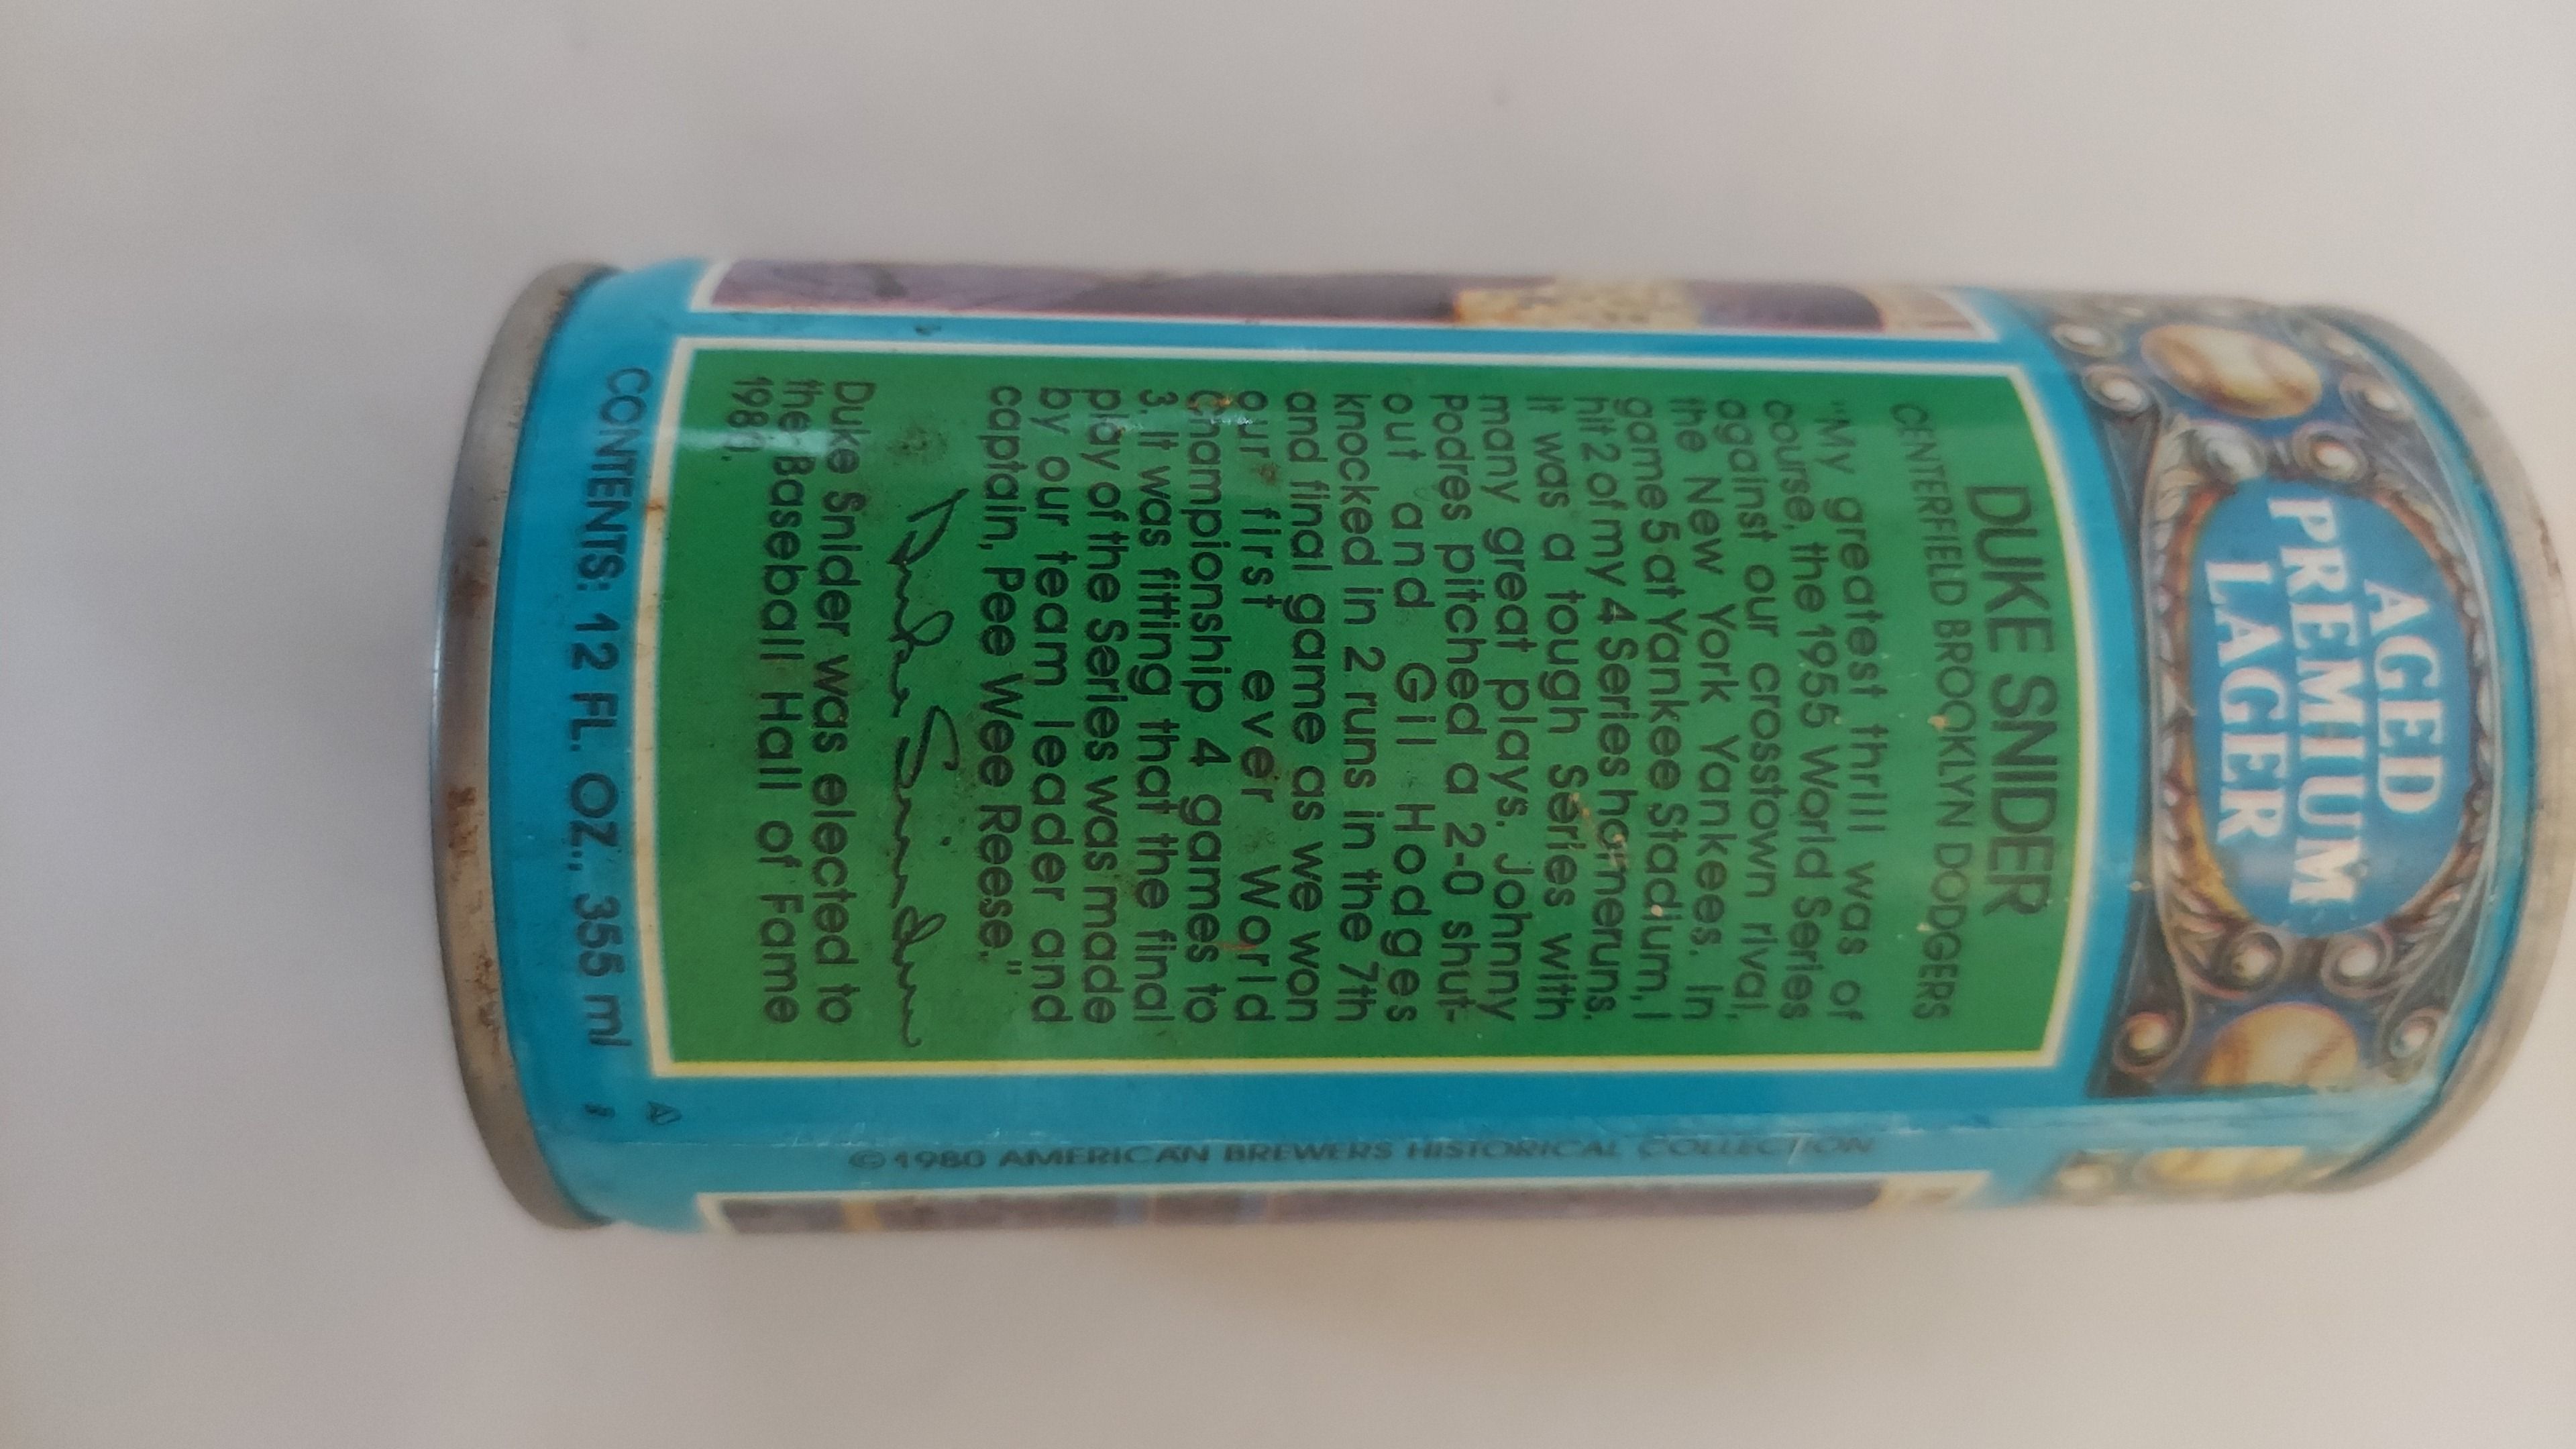 AGED
PREMIUM
LAGER
DUKE SNIDER
CENTERFIELD BROOKLYN DODGERS
"My greatest thrill was of
course, the 1955 World Series
against our crosstown rival,
the New York Yankees. In
game 5 at Yankee Stadium, I
hit 2 of my 4 Series homeruns.
It was a tough Series with
many great plays. Johnny
Podres pitched a 2-0 shut-
out and Gil Hodges
knocked in 2 runs in the 7th
and final game as we won
our first ever World
Championship 4 games to
3. It was fitting that the final
play of the Series was made
by our team leader and
captain, Pee Wee Reese."
Duke Snider
Duke Snider was elected to
the Baseball Hall of Fame
1980.
CONTENTS: 12 FL. OZ., 355 ml
©1980 AMERICAN BREWERS HISTORICAL COLLECTION